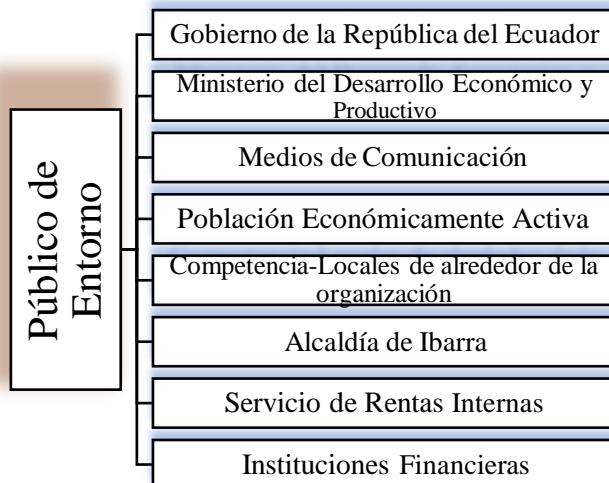 Público de
Entorno
Gobierno de la República del Ecuador
Ministerio del Desarrollo Económico y
Productivo
Medios de Comunicación
Población Económicamente Activa
Competencia-Locales de alrededor de la
organización
Alcaldía de Ibarra
Servicio de Rentas Internas
Instituciones Financieras